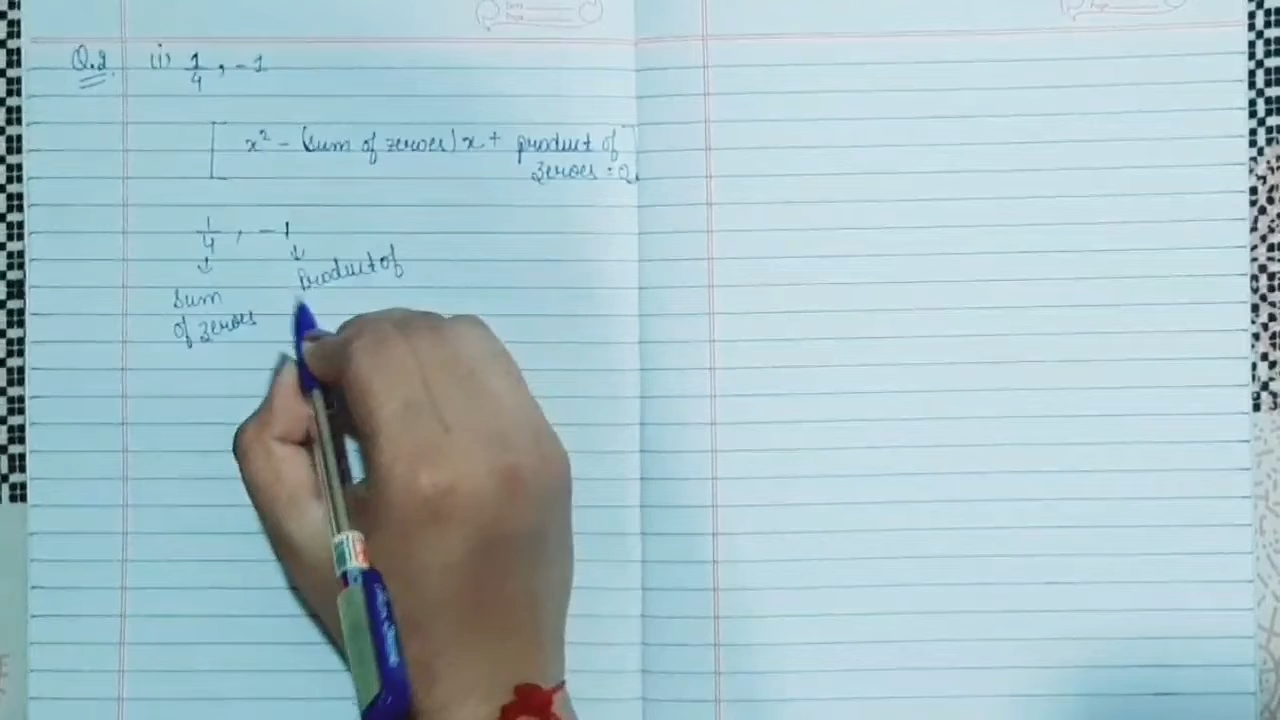 Q.2 (i) 1/4, -1
x² - (sum of zeroes) x + product of
zeroes = 0
1/4, -1
↓ ↓
Sum Product of
of zeroes